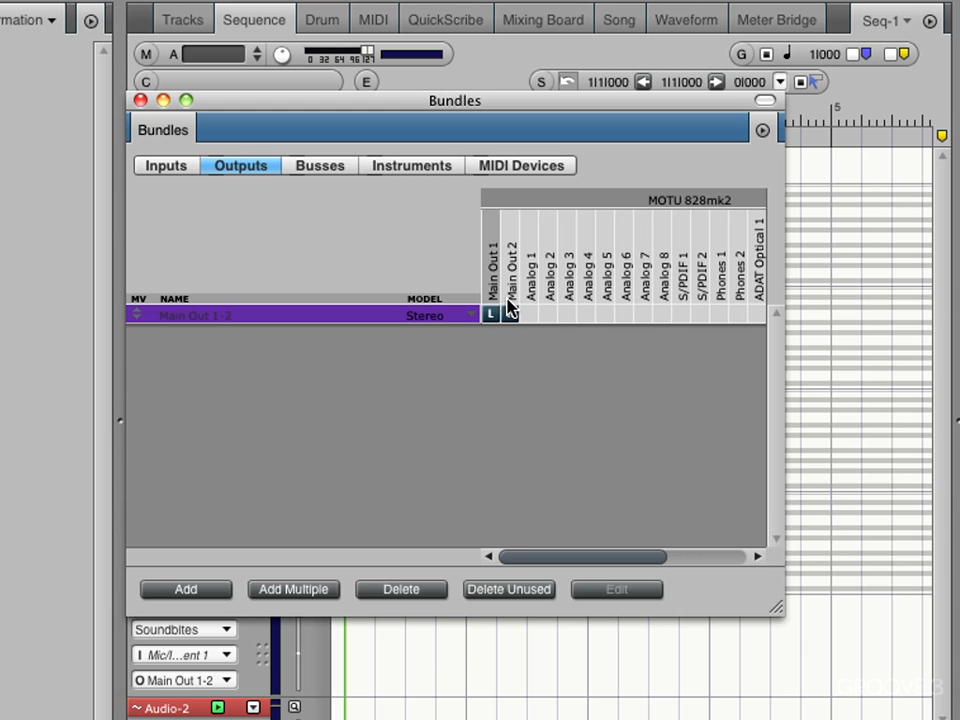 rmation
Tracks Sequence Drum MIDI QuickScribe Mixing Board Song Waveform Meter Bridge Seq-1
M A 0 32 64 96 127 G 1|000
C E S 1|1|000 1|1|000 0|000
Bundles
5
Bundles
Inputs Outputs Busses Instruments MIDI Devices
MOTU 828mk2
Main Out 1
Main Out 2
Analog 1
Analog 2
Analog 3
Analog 4
Analog 5
Analog 6
Analog 7
Analog 8
S/PDIF 1
S/PDIF 2
Phones 1
Phones 2
ADAT Optical 1
MV NAME MODEL
Main Out 1-2 Stereo L
Add Add Multiple Delete Delete Unused Edit
Soundbites
I Mic/I...ent 1
O Main Out 1-2
GROOVE3
Audio-2